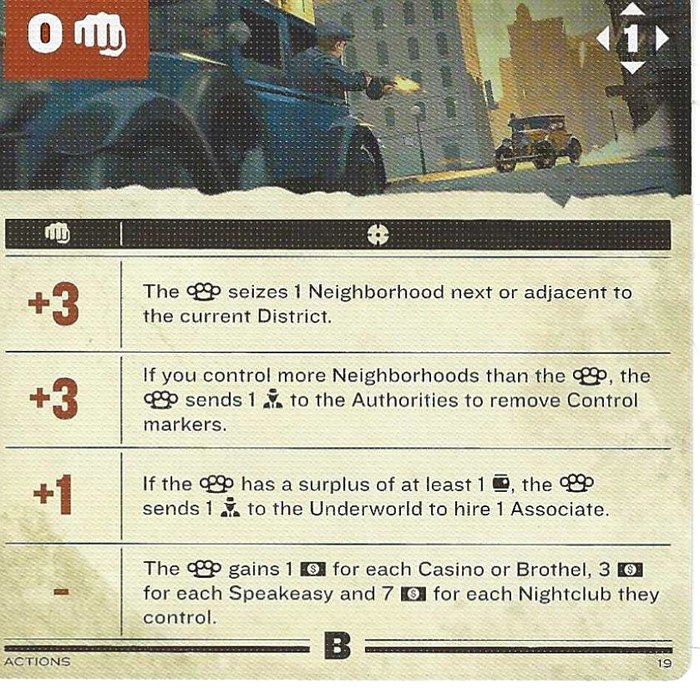 0
1
+3
The seizes 1 Neighborhood next or adjacent to
the current District.
+3
If you control more Neighborhoods than the , the
sends 1 to the Authorities to remove Control
markers.
+1
If the has a surplus of at least 1 , the
sends 1 to the Underworld to hire 1 Associate.
-
The gains 1 for each Casino or Brothel, 3
for each Speakeasy and 7 for each Nightclub they
control.
B
ACTIONS
19